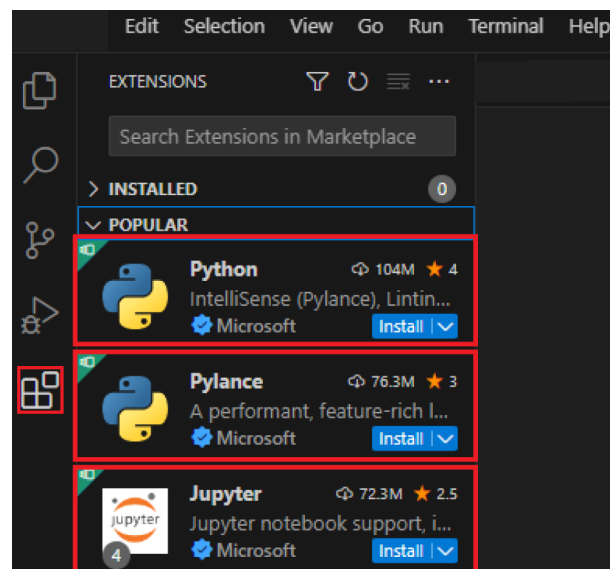 Edit Selection View Go Run Terminal Help
EXTENSIONS
Search Extensions in Marketplace
INSTALLED 0
POPULAR
Python 104M 4
IntelliSense (Pylance), Lintin...
Microsoft Install
Pylance 76.3M 3
A performant, feature-rich l...
Microsoft Install
Jupyter 72.3M 2.5
jupyter
Jupyter notebook support, i...
4 Microsoft Install